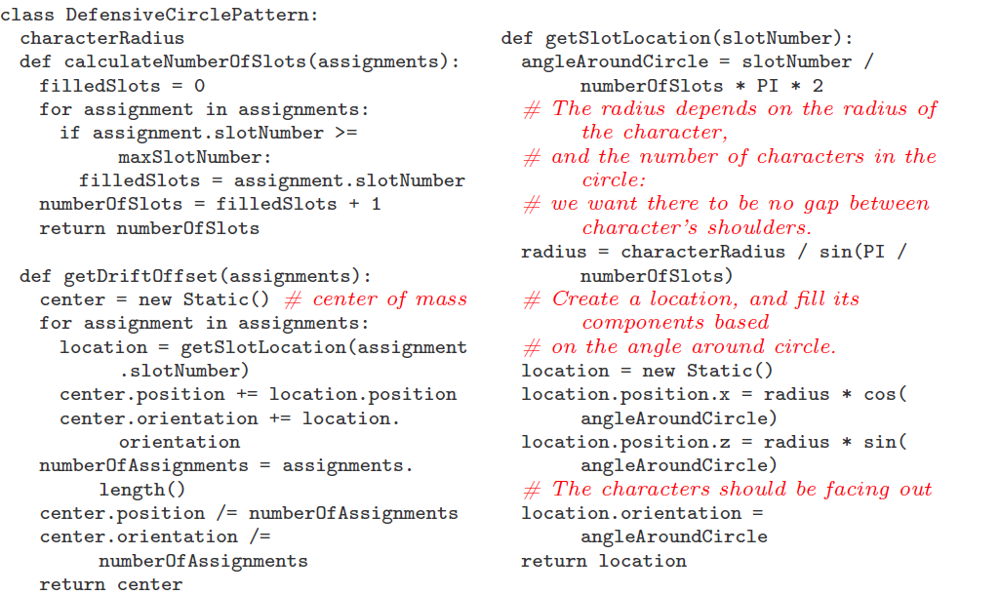 class DefensiveCirclePattern:
characterRadius
def calculateNumberOfSlots(assignments):
filledSlots = 0
for assignment in assignments:
if assignment.slotNumber >=
maxSlotNumber:
filledSlots = assignment.slotNumber
numberOfSlots = filledSlots + 1
return numberOfSlots
def getDriftOffset(assignments):
center = new Static() # center of mass
for assignment in assignments:
location = getSlotLocation(assignment
.slotNumber)
center.position += location.position
center.orientation += location.
orientation
numberOfAssignments = assignments.
length()
center.position /= numberOfAssignments
center.orientation /=
numberOfAssignments
return center
def getSlotLocation(slotNumber):
angleAroundCircle = slotNumber /
numberOfSlots * PI * 2
# The radius depends on the radius of
the character,
# and the number of characters in the
circle:
# we want there to be no gap between
character's shoulders.
radius = characterRadius / sin(PI /
numberOfSlots)
# Create a location, and fill its
components based
# on the angle around circle.
location = new Static()
location.position.x = radius * cos(
angleAroundCircle)
location.position.z = radius * sin(
angleAroundCircle)
# The characters should be facing out
location.orientation =
angleAroundCircle
return location